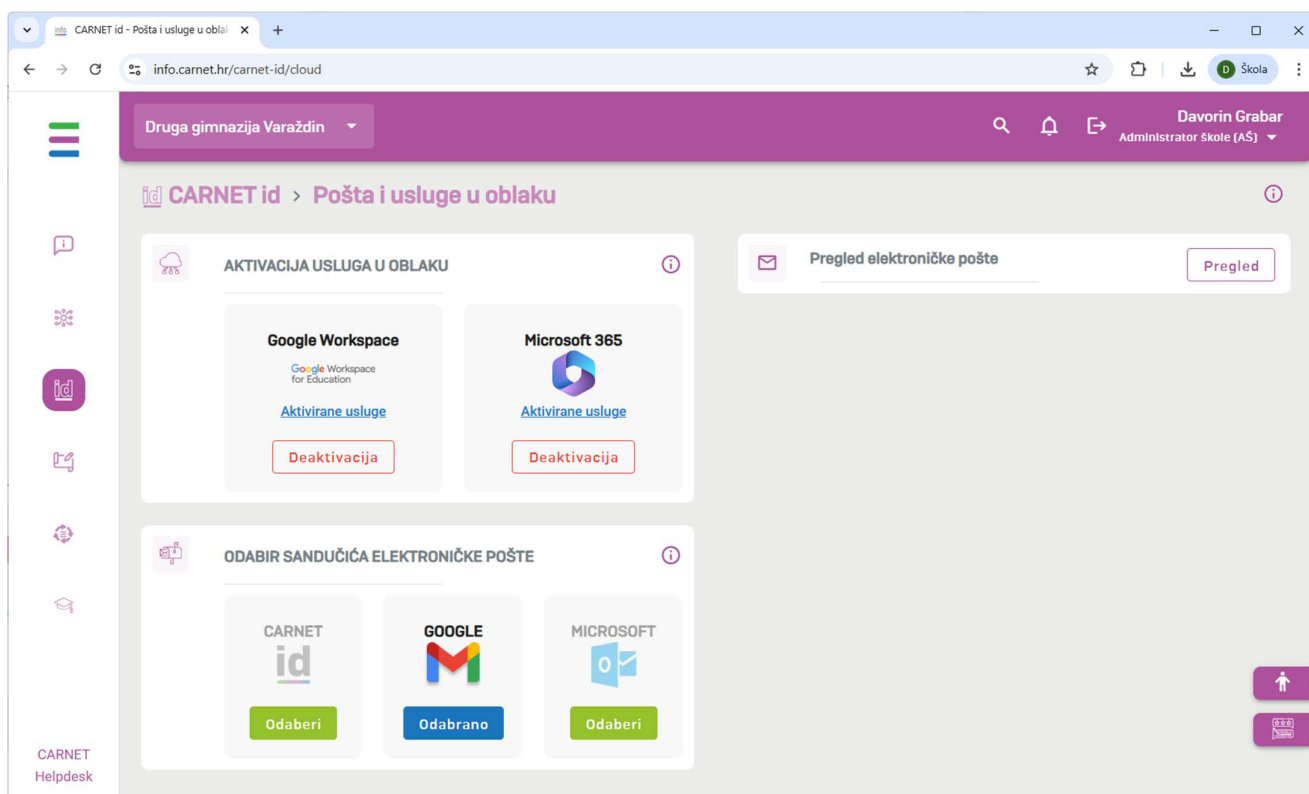 CARNET id - Pošta i usluge u obla
info.carnet.hr/carnet-id/cloud
D Škola
Druga gimnazija Varaždin
Davorin Grabar
Administrator škole (AŠ)
id CARNET id > Pošta i usluge u oblaku
AKTIVACIJA USLUGA U OBLAKU
Google Workspace
Google Workspace
for Education
Aktivirane usluge
Deaktivacija
Microsoft 365
Aktivirane usluge
Deaktivacija
Pregled elektroničke pošte
Pregled
ODABIR SANDUČIĆA ELEKTRONIČKE POŠTE
CARNET
id
Odaberi
GOOGLE
Odabrano
MICROSOFT
O
Odaberi
id
CARNET
Helpdesk